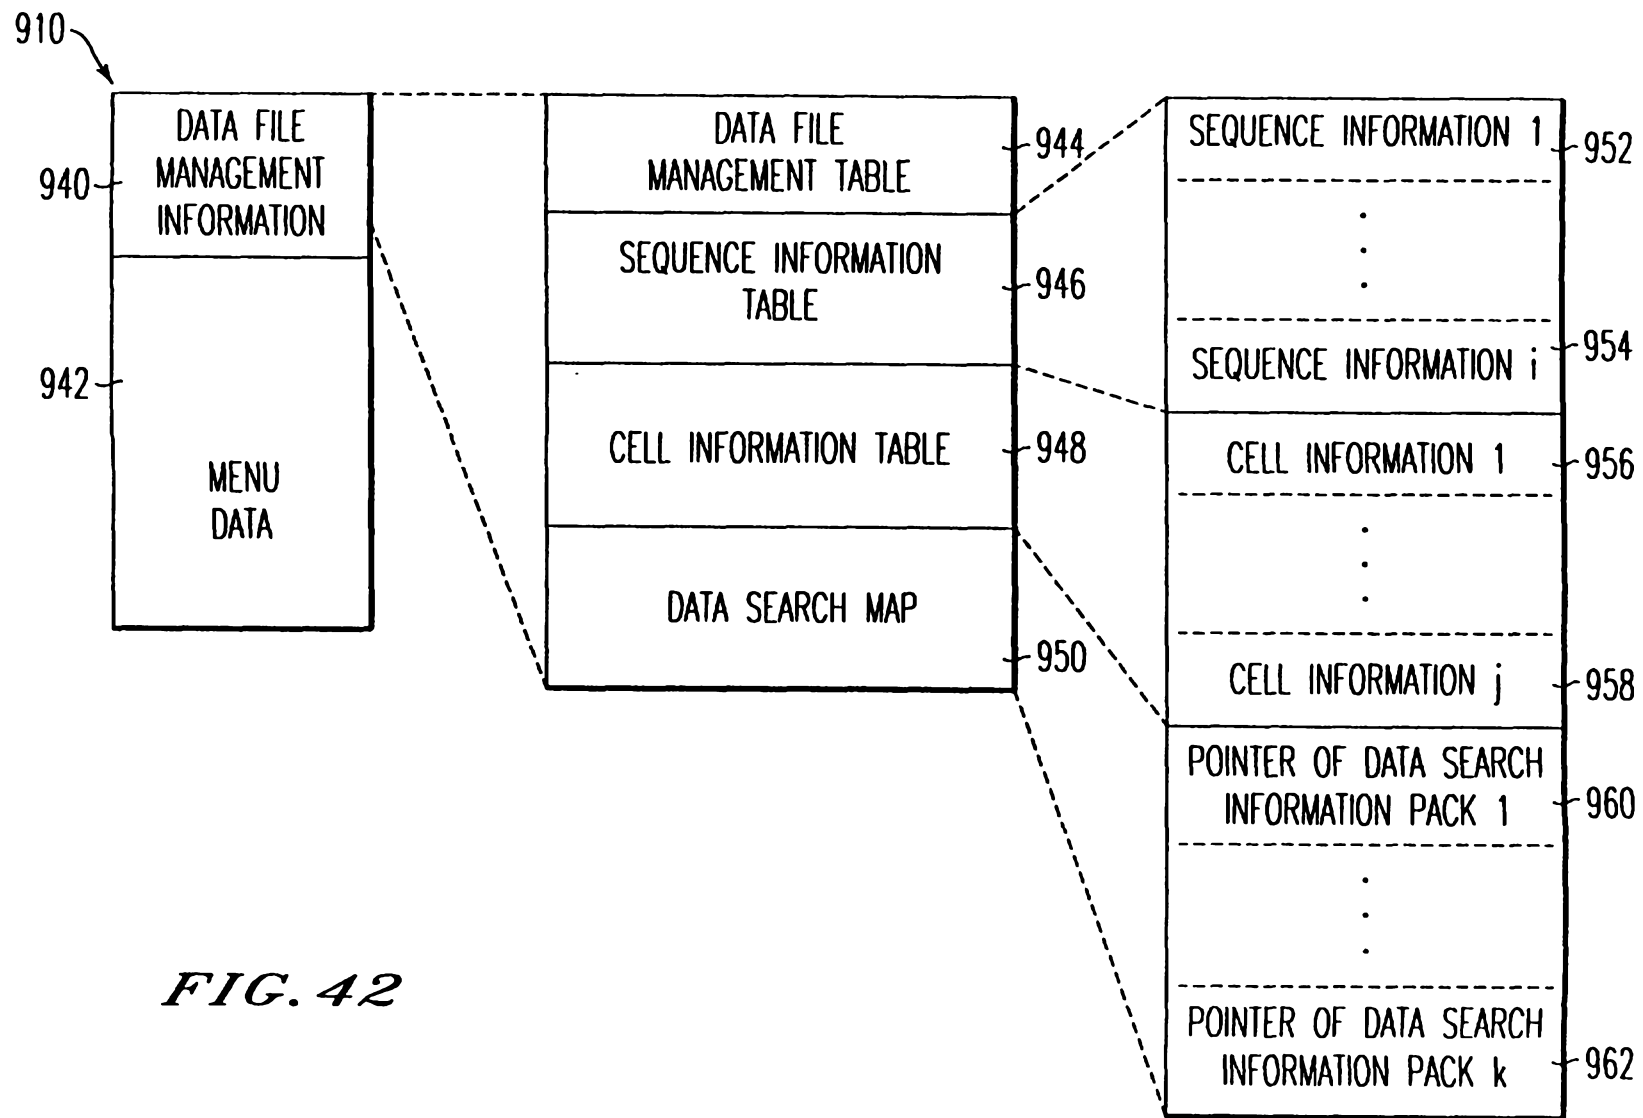 910
DATA FILE
MANAGEMENT
INFORMATION
940
942
MENU
DATA
DATA FILE
MANAGEMENT TABLE
944
SEQUENCE INFORMATION
TABLE
946
CELL INFORMATION TABLE
948
DATA SEARCH MAP
950
SEQUENCE INFORMATION 1
952
SEQUENCE INFORMATION i
954
CELL INFORMATION 1
956
CELL INFORMATION j
958
POINTER OF DATA SEARCH
INFORMATION PACK 1
960
POINTER OF DATA SEARCH
INFORMATION PACK k
962
FIG. 42